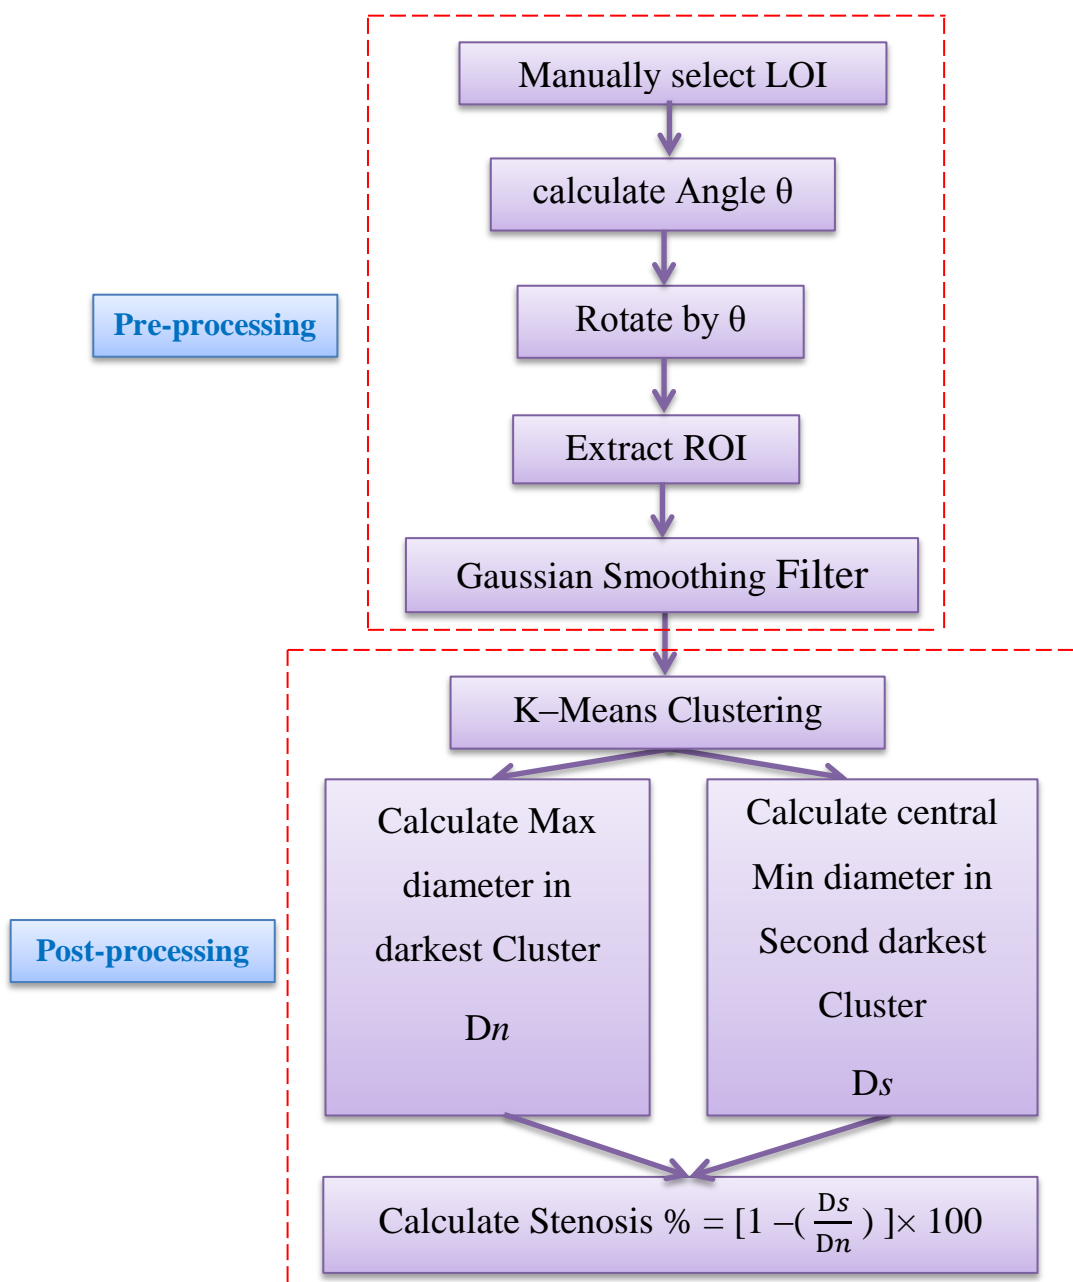 Manually select LOI
calculate Angle θ
Pre-processing
Rotate by θ
Extract ROI
Gaussian Smoothing Filter
K–Means Clustering
Calculate Max
diameter in
darkest Cluster
Dn
Calculate central
Min diameter in
Second darkest
Cluster
Ds
Post-processing
Calculate Stenosis % = [1 –( Ds/Dn ) ]× 100